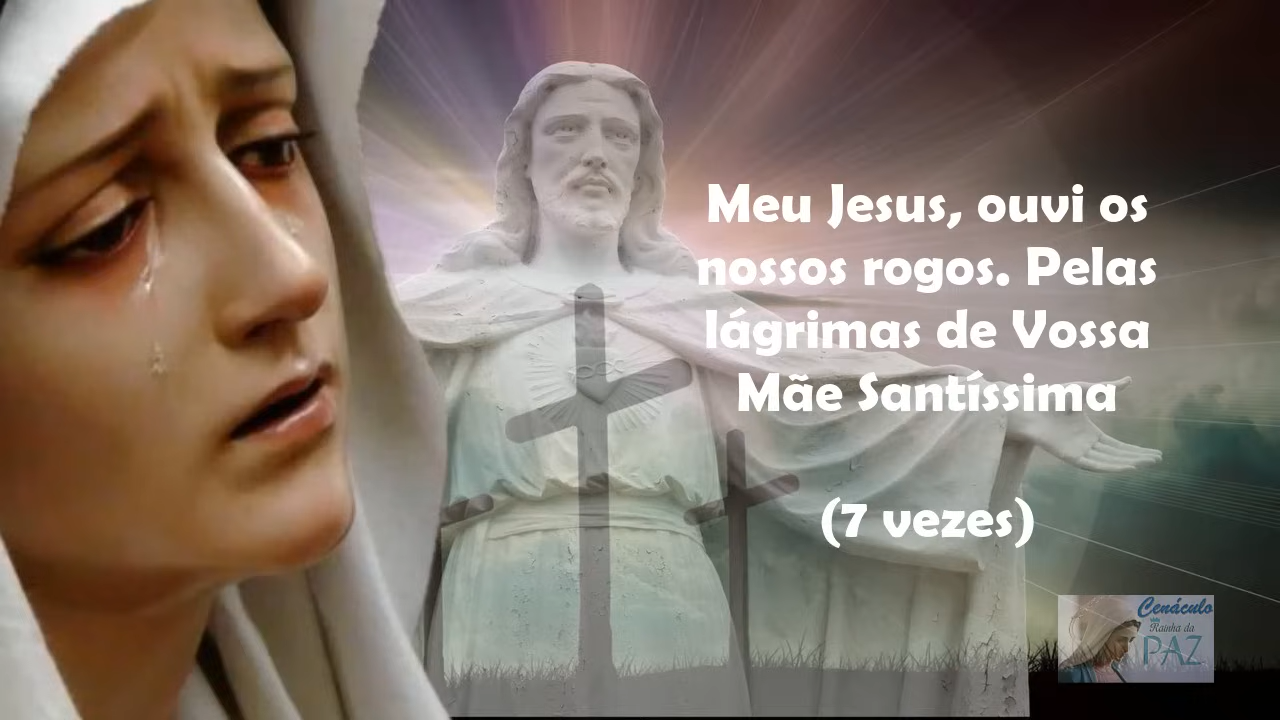 Meu Jesus, ouvi os
nossos rogos. Pelas
lágrimas de Vossa
Mãe Santíssima
(7 vezes)
Cenáculo
Rainha da
PAZ